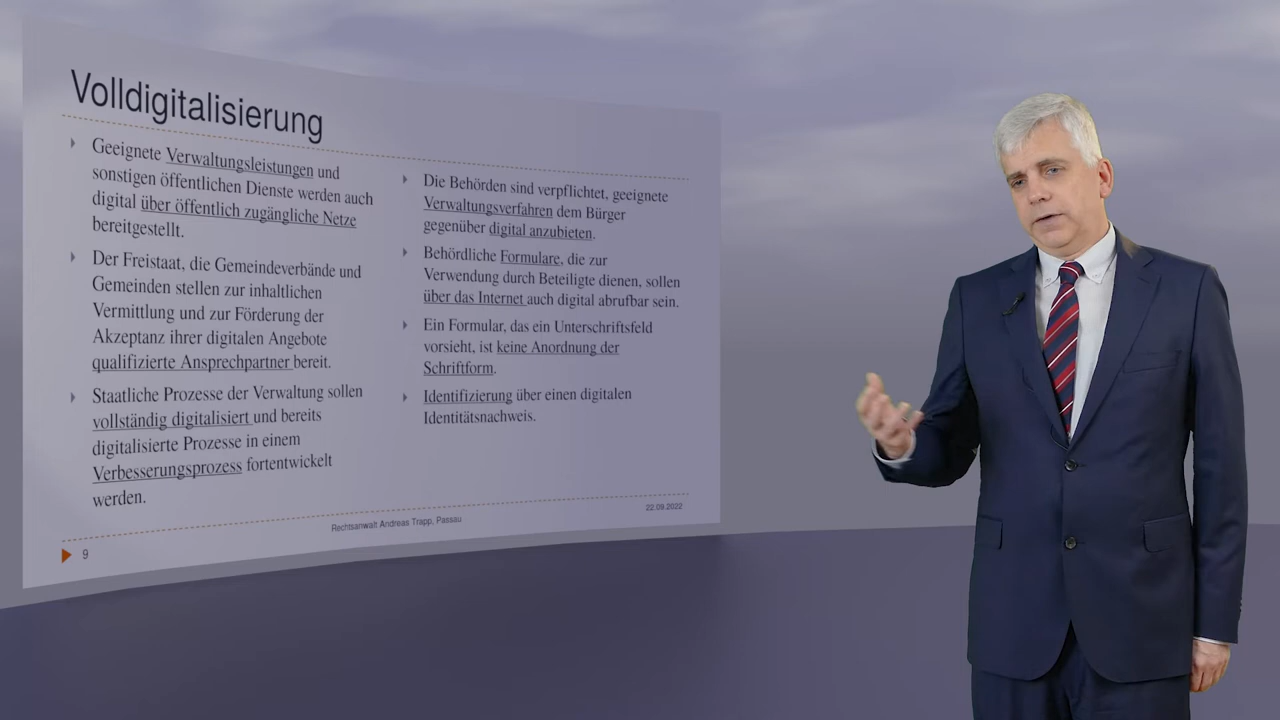 Volldigitalisierung
Geeignete Verwaltungsleistungen und
sonstigen öffentlichen Dienste werden auch
digital über öffentlich zugängliche Netze
bereitgestellt.
Der Freistaat, die Gemeindeverbände und
Gemeinden stellen zur inhaltlichen
Vermittlung und zur Förderung der
Akzeptanz ihrer digitalen Angebote
qualifizierte Ansprechpartner bereit.
Staatliche Prozesse der Verwaltung sollen
vollständig digitalisiert und bereits
digitalisierte Prozesse in einem
Verbesserungsprozess fortentwickelt
werden.
Die Behörden sind verpflichtet, geeignete
Verwaltungsverfahren dem Bürger
gegenüber digital anzubieten.
Behördliche Formulare, die zur
Verwendung durch Beteiligte dienen, sollen
über das Internet auch digital abrufbar sein.
Ein Formular, das ein Unterschriftsfeld
vorsieht, ist keine Anordnung der
Schriftform.
Identifizierung über einen digitalen
Identitätsnachweis.
9
Rechtsanwalt Andreas Trapp, Passau
22.09.2022